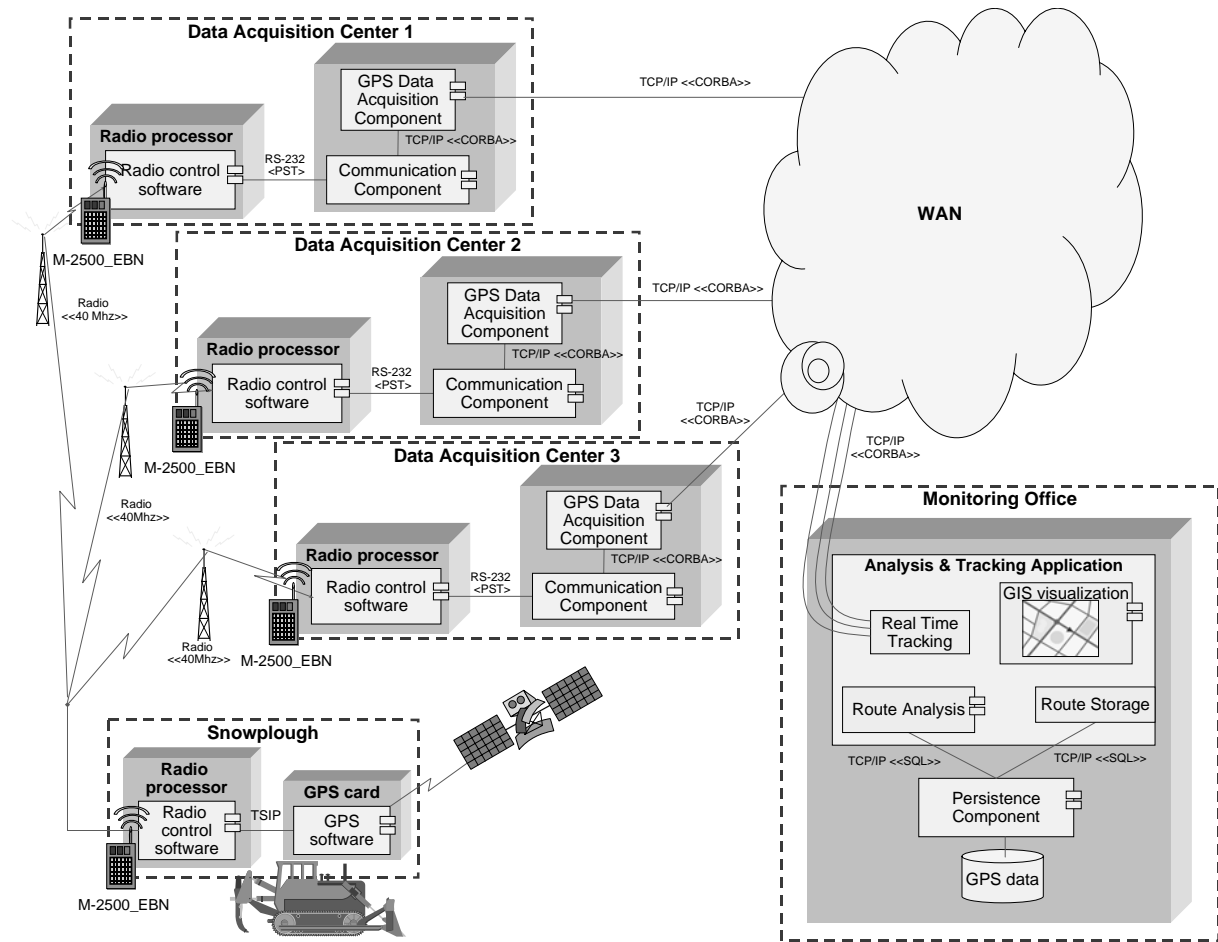 Data Acquisition Center 1
GPS Data
Acquisition
Component
TCP/IP <<CORBA>>
Radio processor
TCP/IP <<CORBA>>
Radio control
software
RS-232
<PST>
Communication
Component
M-2500_EBN
Radio
<<40 Mhz>>
WAN
Data Acquisition Center 2
GPS Data
Acquisition
Component
TCP/IP <<CORBA>>
Radio processor
TCP/IP <<CORBA>>
Radio control
software
RS-232
<PST>
Communication
Component
M-2500_EBN
Radio
<<40Mhz>>
TCP/IP
<<CORBA>>
TCP/IP
<<CORBA>>
Data Acquisition Center 3
GPS Data
Acquisition
Component
Radio processor
TCP/IP <<CORBA>>
Radio control
software
RS-232
<PST>
Communication
Component
Radio
<<40Mhz>>
M-2500_EBN
Monitoring Office
Analysis & Tracking Application
GIS visualization
Real Time
Tracking
Route Analysis
Route Storage
TCP/IP <<SQL>>
TCP/IP <<SQL>>
Persistence
Component
GPS data
Snowplough
Radio
processor
GPS card
Radio
control
software
TSIP
GPS
software
M-2500_EBN